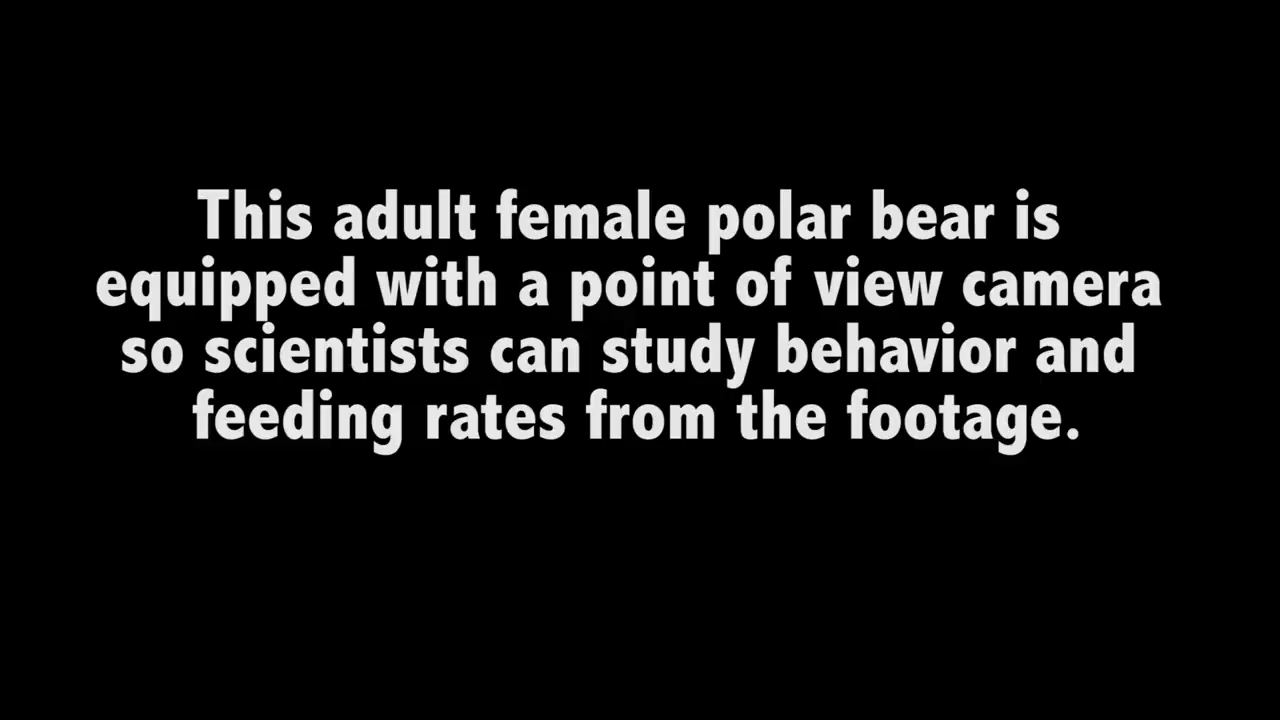 This adult female polar bear is
equipped with a point of view camera
so scientists can study behavior and
feeding rates from the footage.